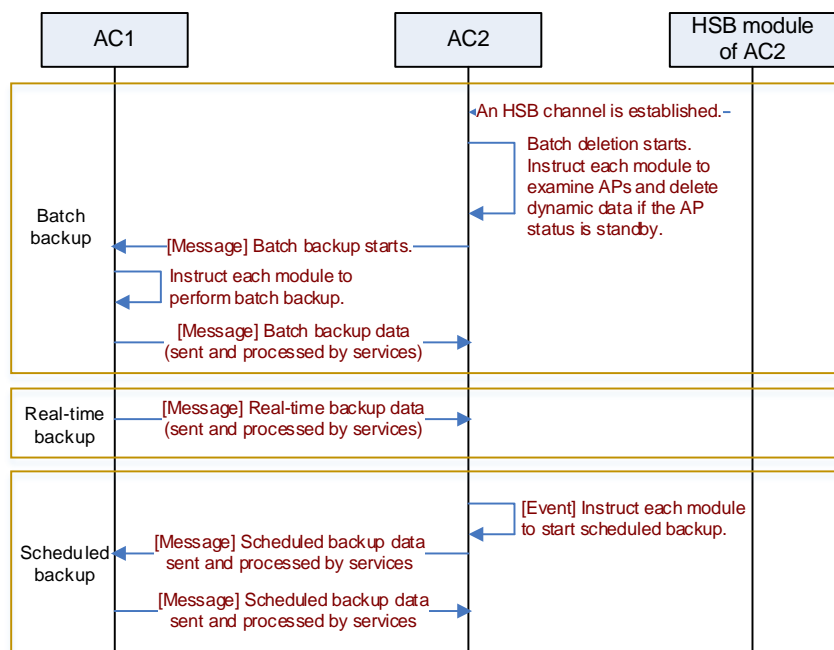 AC1
AC2
HSB module
of AC2
An HSB channel is established.
Batch deletion starts.
Instruct each module to
examine APs and delete
dynamic data if the AP
status is standby.
Batch
backup
[Message] Batch backup starts.
Instruct each module to
perform batch backup.
[Message] Batch backup data
(sent and processed by services)
Real-time
backup
[Message] Real-time backup data
(sent and processed by services)
[Event] Instruct each module
to start scheduled backup.
Scheduled
backup
[Message] Scheduled backup data
sent and processed by services
[Message] Scheduled backup data
sent and processed by services